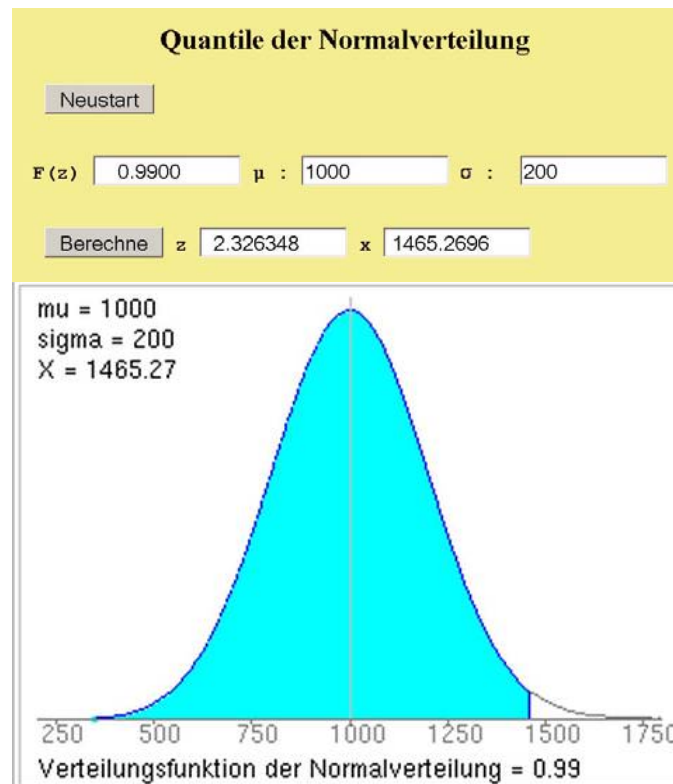 Quantile der Normalverteilung
Neustart
F(z) 0.9900 μ : 1000 σ : 200
Berechne z 2.326348 x 1465.2696
mu = 1000
sigma = 200
X = 1465.27
250 500 750 1000 1250 1500 1750
Verteilungsfunktion der Normalverteilung = 0.99